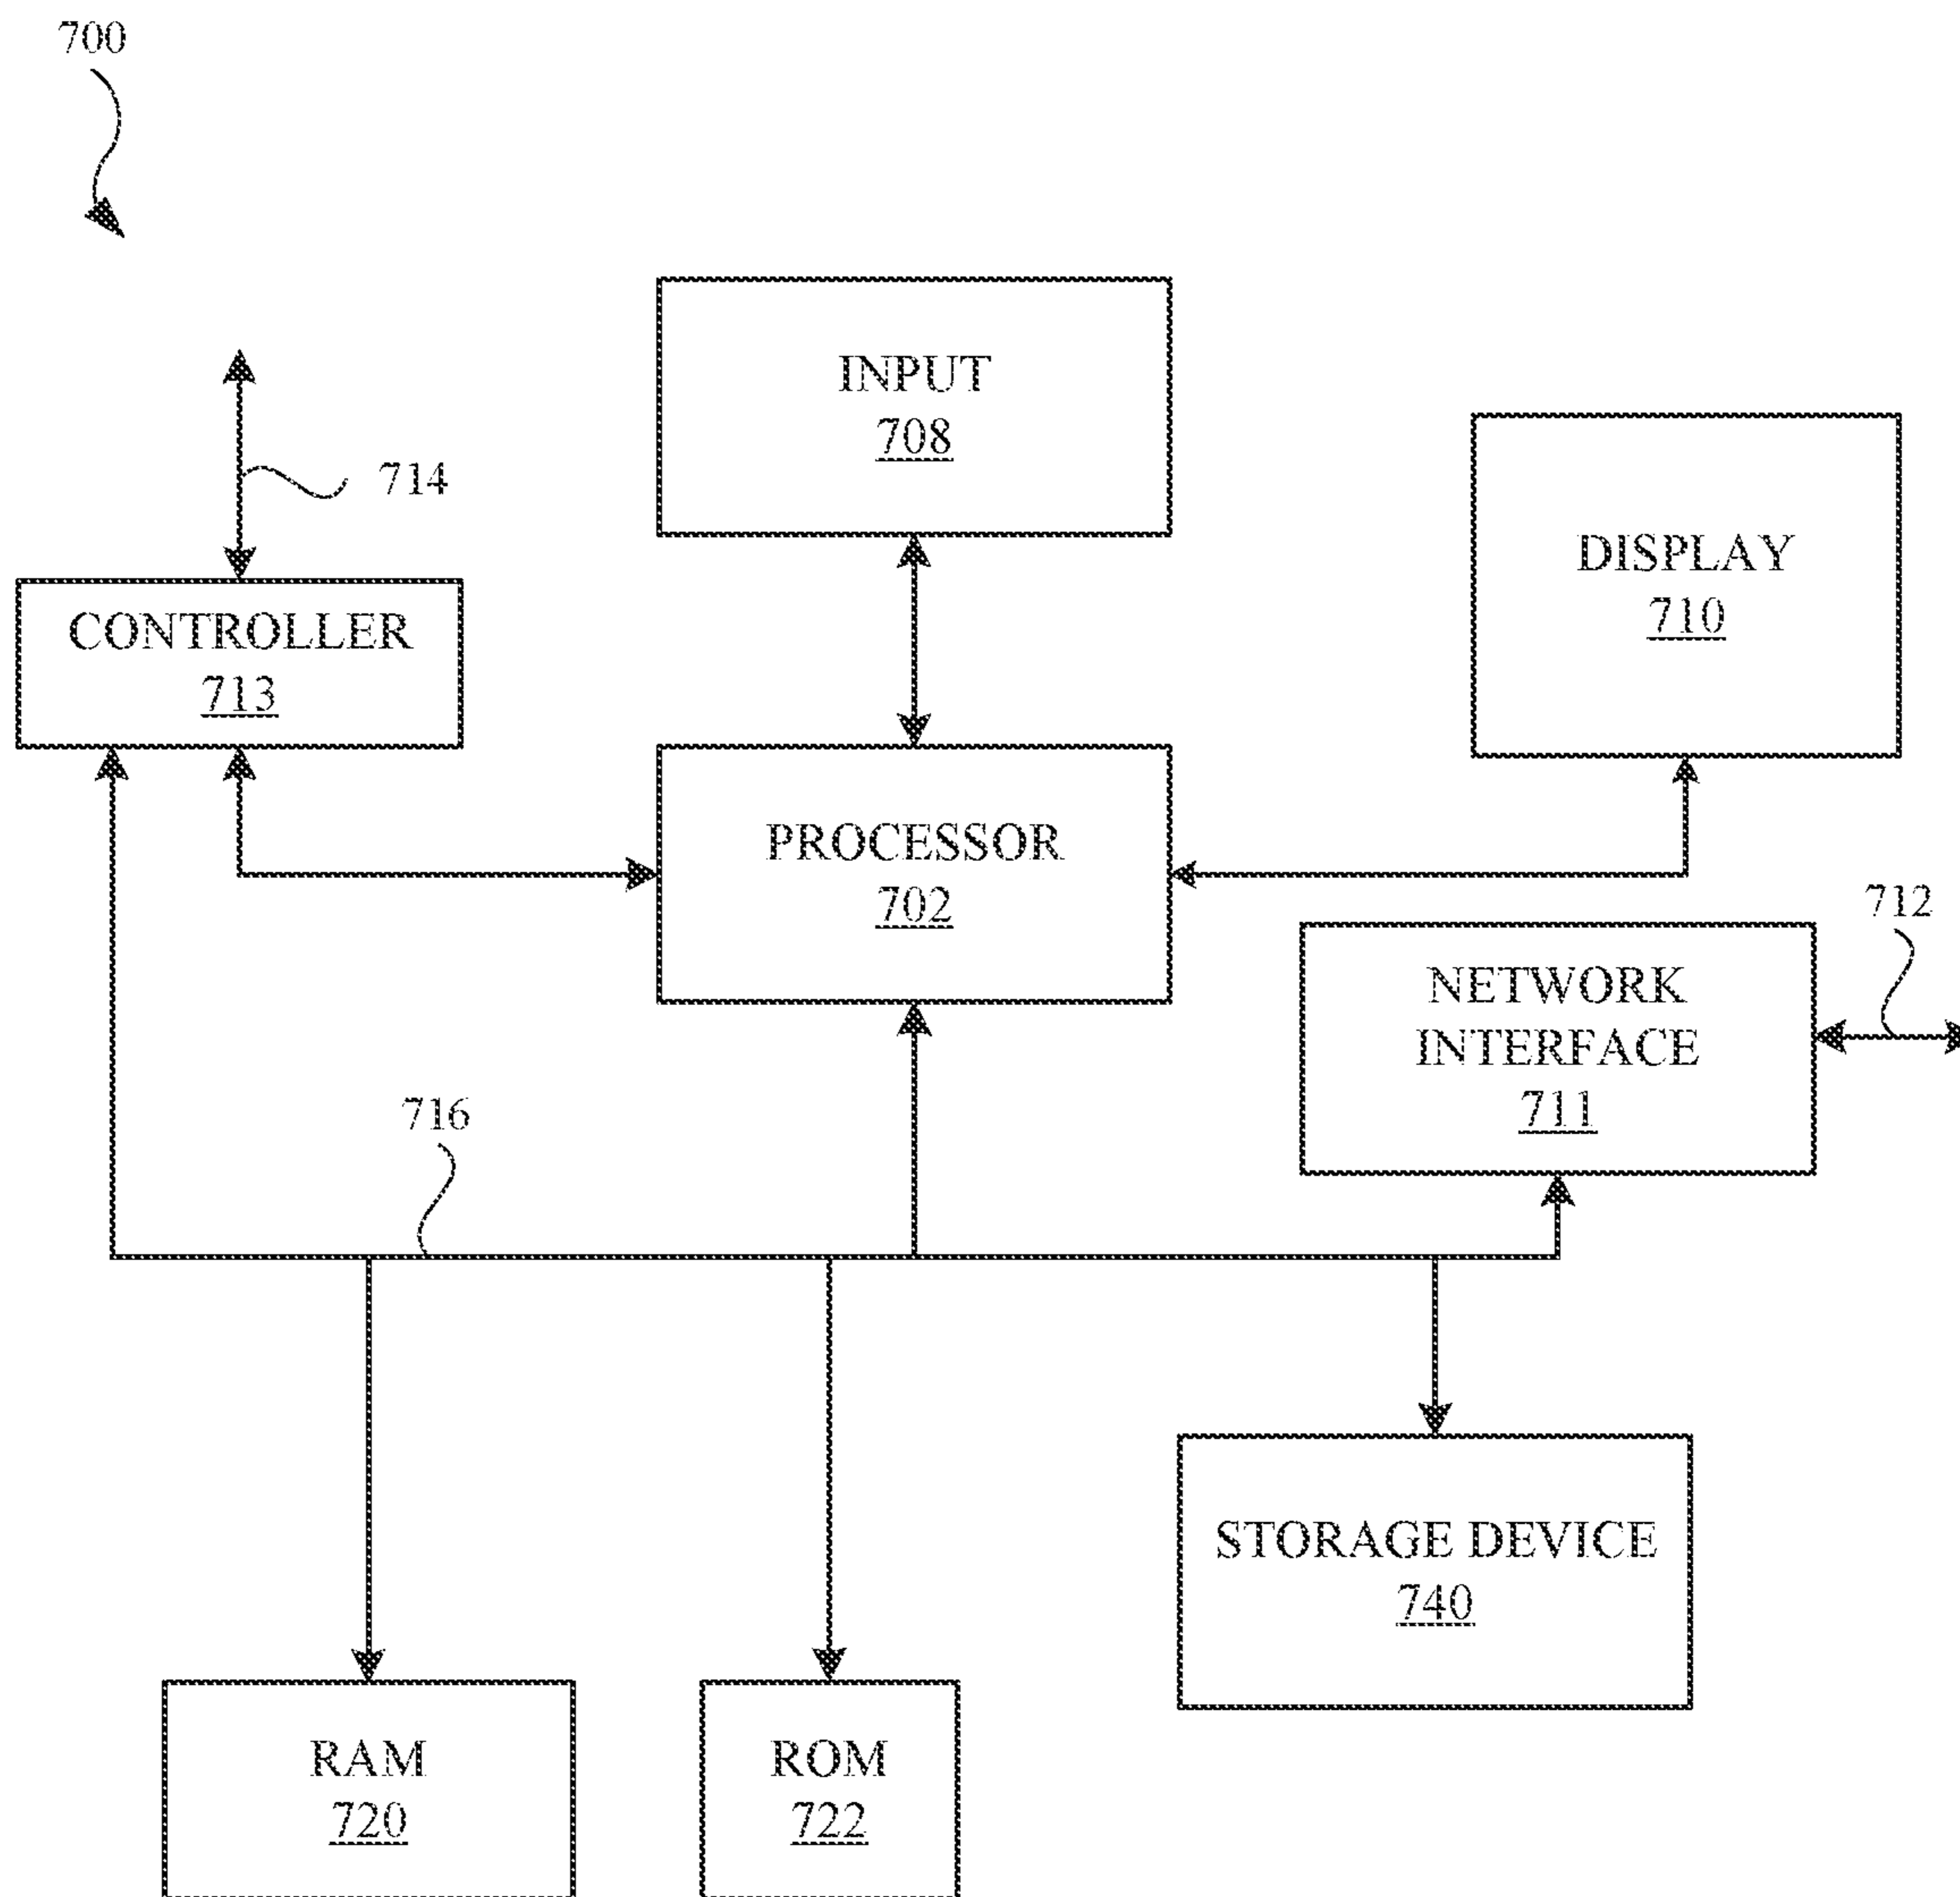 700
INPUT
708
714
DISPLAY
710
CONTROLLER
713
PROCESSOR
702
712
NETWORK
INTERFACE
711
716
STORAGE DEVICE
740
RAM
720
ROM
722